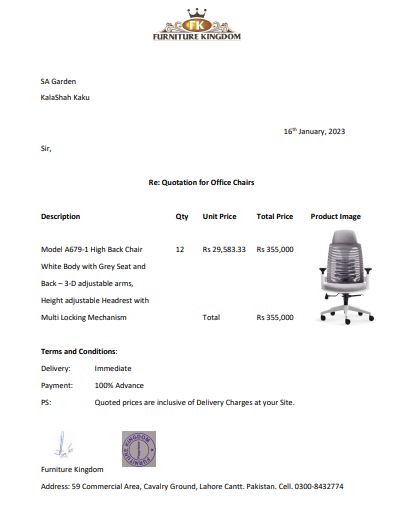 FK
FURNITURE KINGDOM
SA Garden
KalaShah Kaku
16th January, 2023
Sir,
Re: Quotation for Office Chairs
Description Qty Unit Price Total Price Product Image
Model A679-1 High Back Chair 12 Rs 29,583.33 Rs 355,000
White Body with Grey Seat and
Back – 3-D adjustable arms,
Height adjustable Headrest with
Multi Locking Mechanism Total Rs 355,000
Terms and Conditions:
Delivery: Immediate
Payment: 100% Advance
PS: Quoted prices are inclusive of Delivery Charges at your Site.
KINGDOM
FURNITURE
Furniture Kingdom
Address: 59 Commercial Area, Cavalry Ground, Lahore Cantt. Pakistan. Cell. 0300-8432774